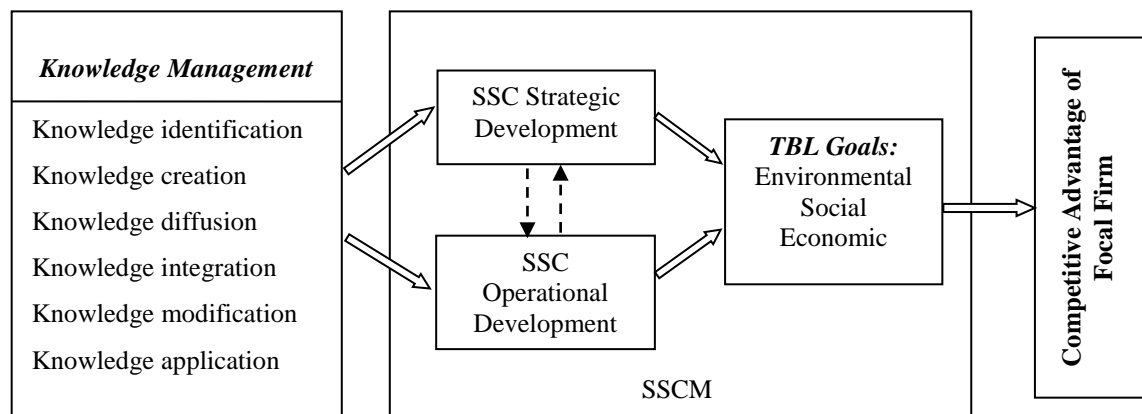 Knowledge Management
Knowledge identification
Knowledge creation
Knowledge diffusion
Knowledge integration
Knowledge modification
Knowledge application
SSC Strategic
Development
SSC
Operational
Development
TBL Goals:
Environmental
Social
Economic
SSCM
Competitive Advantage of
Focal Firm